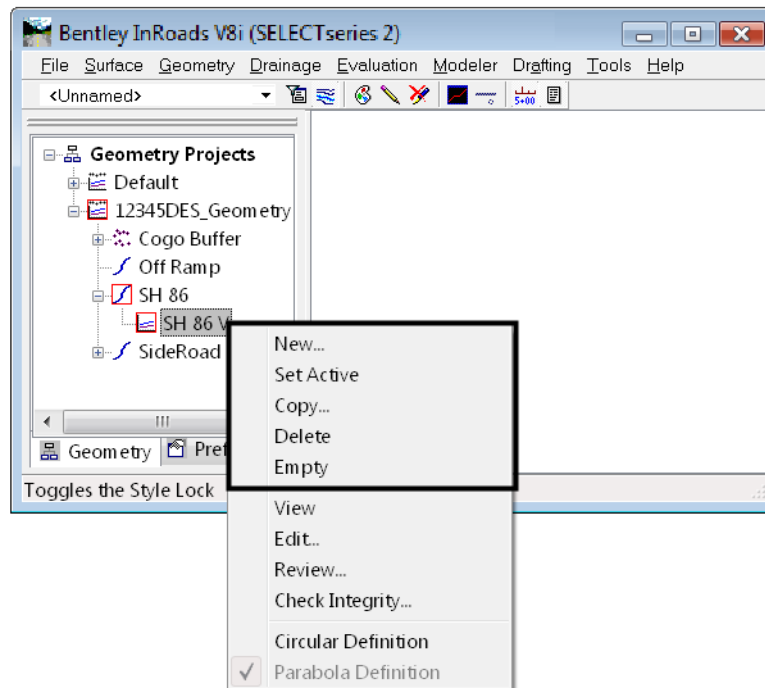 Bentley InRoads V8i (SELECTseries 2)
File Surface Geometry Drainage Evaluation Modeler Drafting Tools Help
<Unnamed>
5+00
Geometry Projects
Default
12345DES_Geometry
Cogo Buffer
Off Ramp
SH 86
SH 86 V
SideRoad
New...
Set Active
Copy...
Delete
Empty
View
Edit...
Review...
Check Integrity...
Circular Definition
Parabola Definition
Geometry Pref
Toggles the Style Lock